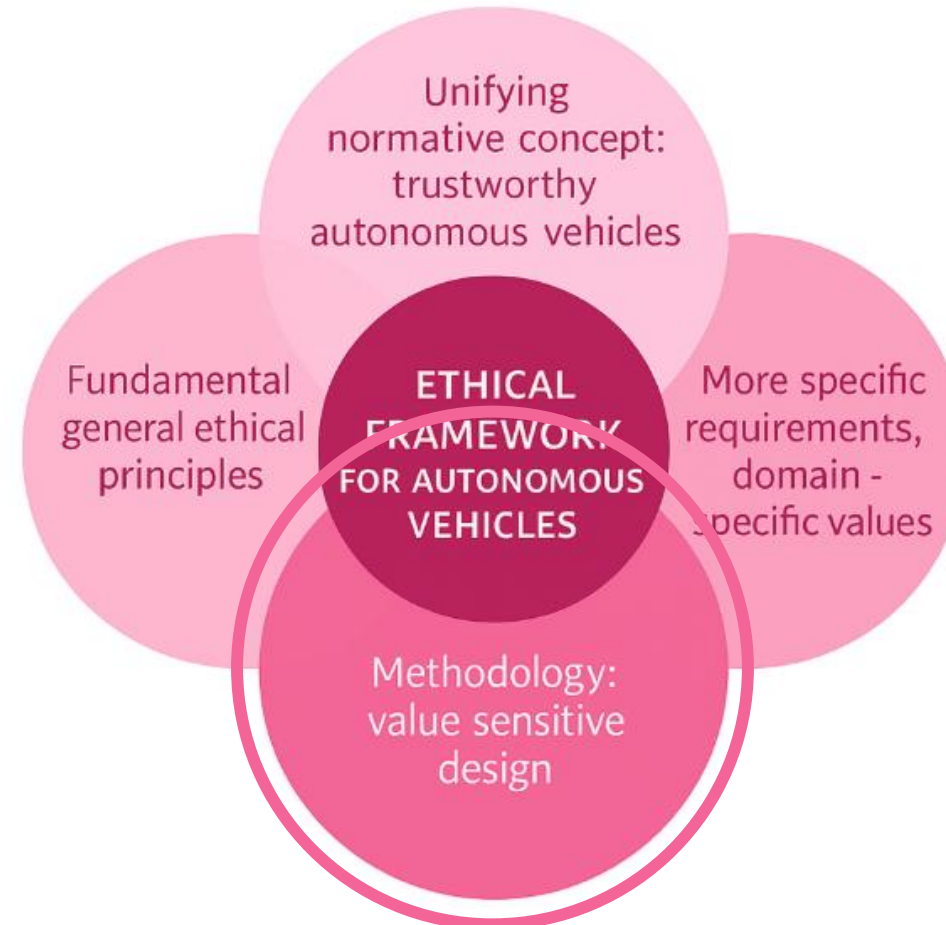 Unifying
normative concept:
trustworthy
autonomous vehicles
Fundamental
general ethical
principles
ETHICAL
FRAMEWORK
FOR AUTONOMOUS
VEHICLES
More specific
requirements,
domain -
specific values
Methodology:
value sensitive
design